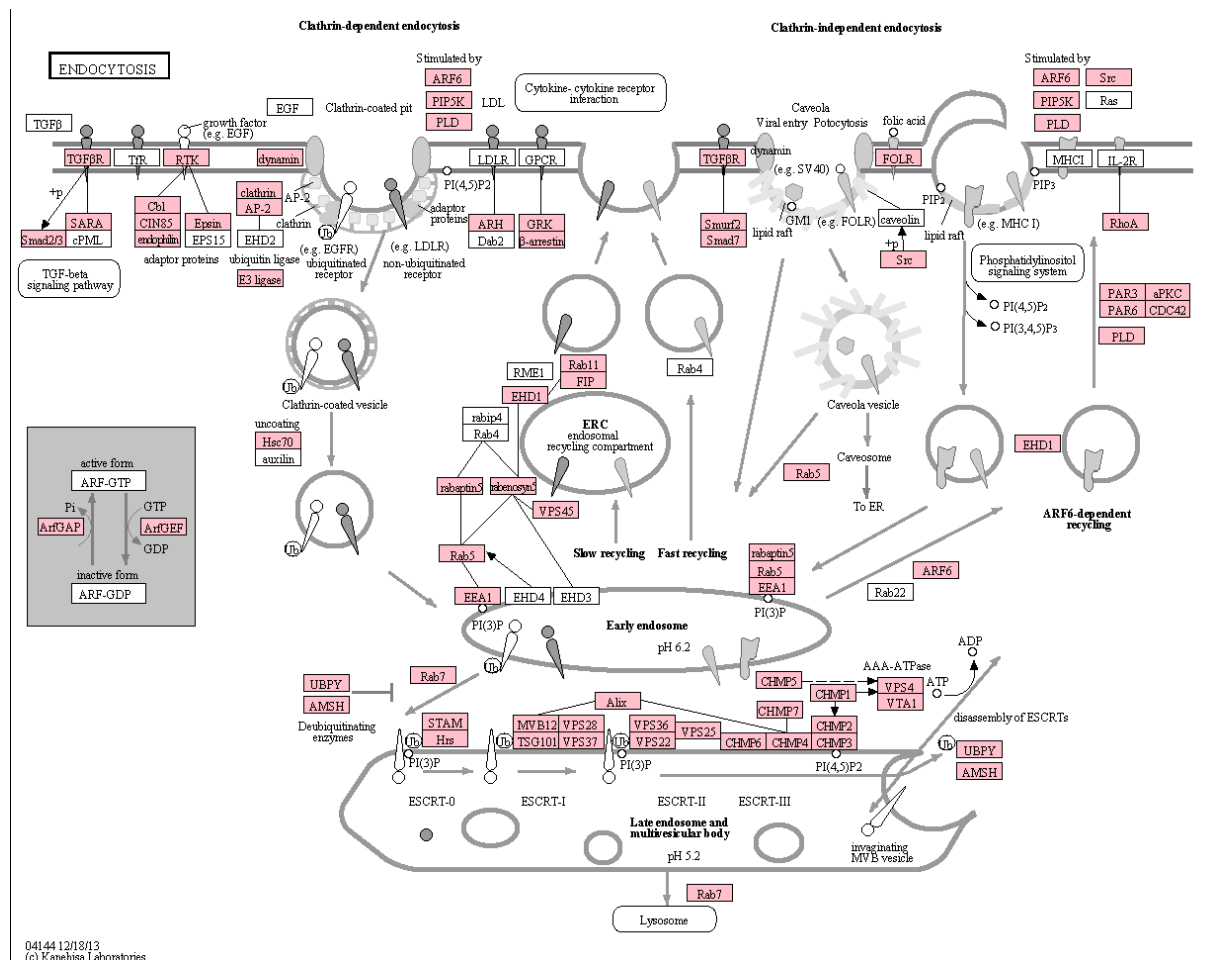 Clathrin-dependent endocytosis
Clathrin-independent endocytosis
ENDOCYTOSIS
Stimulated by
ARF6
PIP5K
PLD
LDL
Cytokine- cytokine receptor
interaction
Stimulated by
ARF6
Src
PIP5K
Ras
PLD
TGFβ
growth factor
(e.g. EGF)
EGF
Clathrin-coated pit
Caveola
Viral entry
Potocytosis
folic acid
TGFβR
TfR
RTK
dynamin
LDLR
GPCR
TGFβR
dynamin
(e.g. SV40)
FOLR
MHCI
IL-2R
PI(4,5)P2
PIP3
PIP2
+p
Cbl
CIN85
endophilin
Epsin
EPS15
clathrin
AP-2
EHD2
AP-2
clathrin
adaptor
proteins
Ub
SARA
cPML
Smad2/3
adaptor proteins
ubiquitin ligase
E3 ligase
(e.g. EGFR)
ubiquitinated
receptor
(e.g. LDLR)
non-ubiquitinated
receptor
ARH
Dab2
GRK
β-arrestin
Smurf2
Smad7
GM1
lipid raft
(e.g. FOLR)
caveolin
+p
Src
lipid raft
(e.g. MHC I)
RhoA
TGF-beta
signaling pathway
Phosphatidylinositol
signaling system
PI(4,5)P2
PI(3,4,5)P3
PAR3
aPKC
PAR6
CDC42
PLD
Ub
Clathrin-coated vesicle
RME1
Rab11
FIP
EHD1
Rab4
Caveola vesicle
uncoating
Hsc70
auxilin
rabip4
Rab4
ERC
endosomal
recycling compartment
Caveosome
Rab5
To ER
EHD1
ARF6-dependent
recycling
active form
ARF-GTP
Pi
GTP
ArfGAP
ArfGEF
GDP
inactive form
ARF-GDP
Ub
rabaptin5
rabenosyn5
VPS45
Slow recycling
Fast recycling
Rab5
rabaptin5
Rab5
EEA1
PI(3)P
ARF6
Rab22
EEA1
EHD4
EHD3
PI(3)P
Early endosome
pH 6.2
Ub
ADP
AAA-ATPase
ATP
UBPY
AMSH
Deubiquitinating
enzymes
Rab7
Alix
CHMP5
CHMP1
VPS4
VTA1
CHMP7
disassembly of ESCRTs
STAM
Hrs
Ub
MVB12
VPS28
TSG101
VPS37
Ub
VPS36
VPS22
VPS25
Ub
CHMP6
CHMP4
CHMP2
CHMP3
Ub
UBPY
AMSH
PI(3)P
PI(3)P
PI(4,5)P2
ESCRT-0
ESCRT-I
ESCRT-II
ESCRT-III
Late endosome and
multivesicular body
pH 5.2
invaginating
MVB vesicle
Rab7
Lysosome
04144 12/18/13
(c) Kanehisa Laboratories